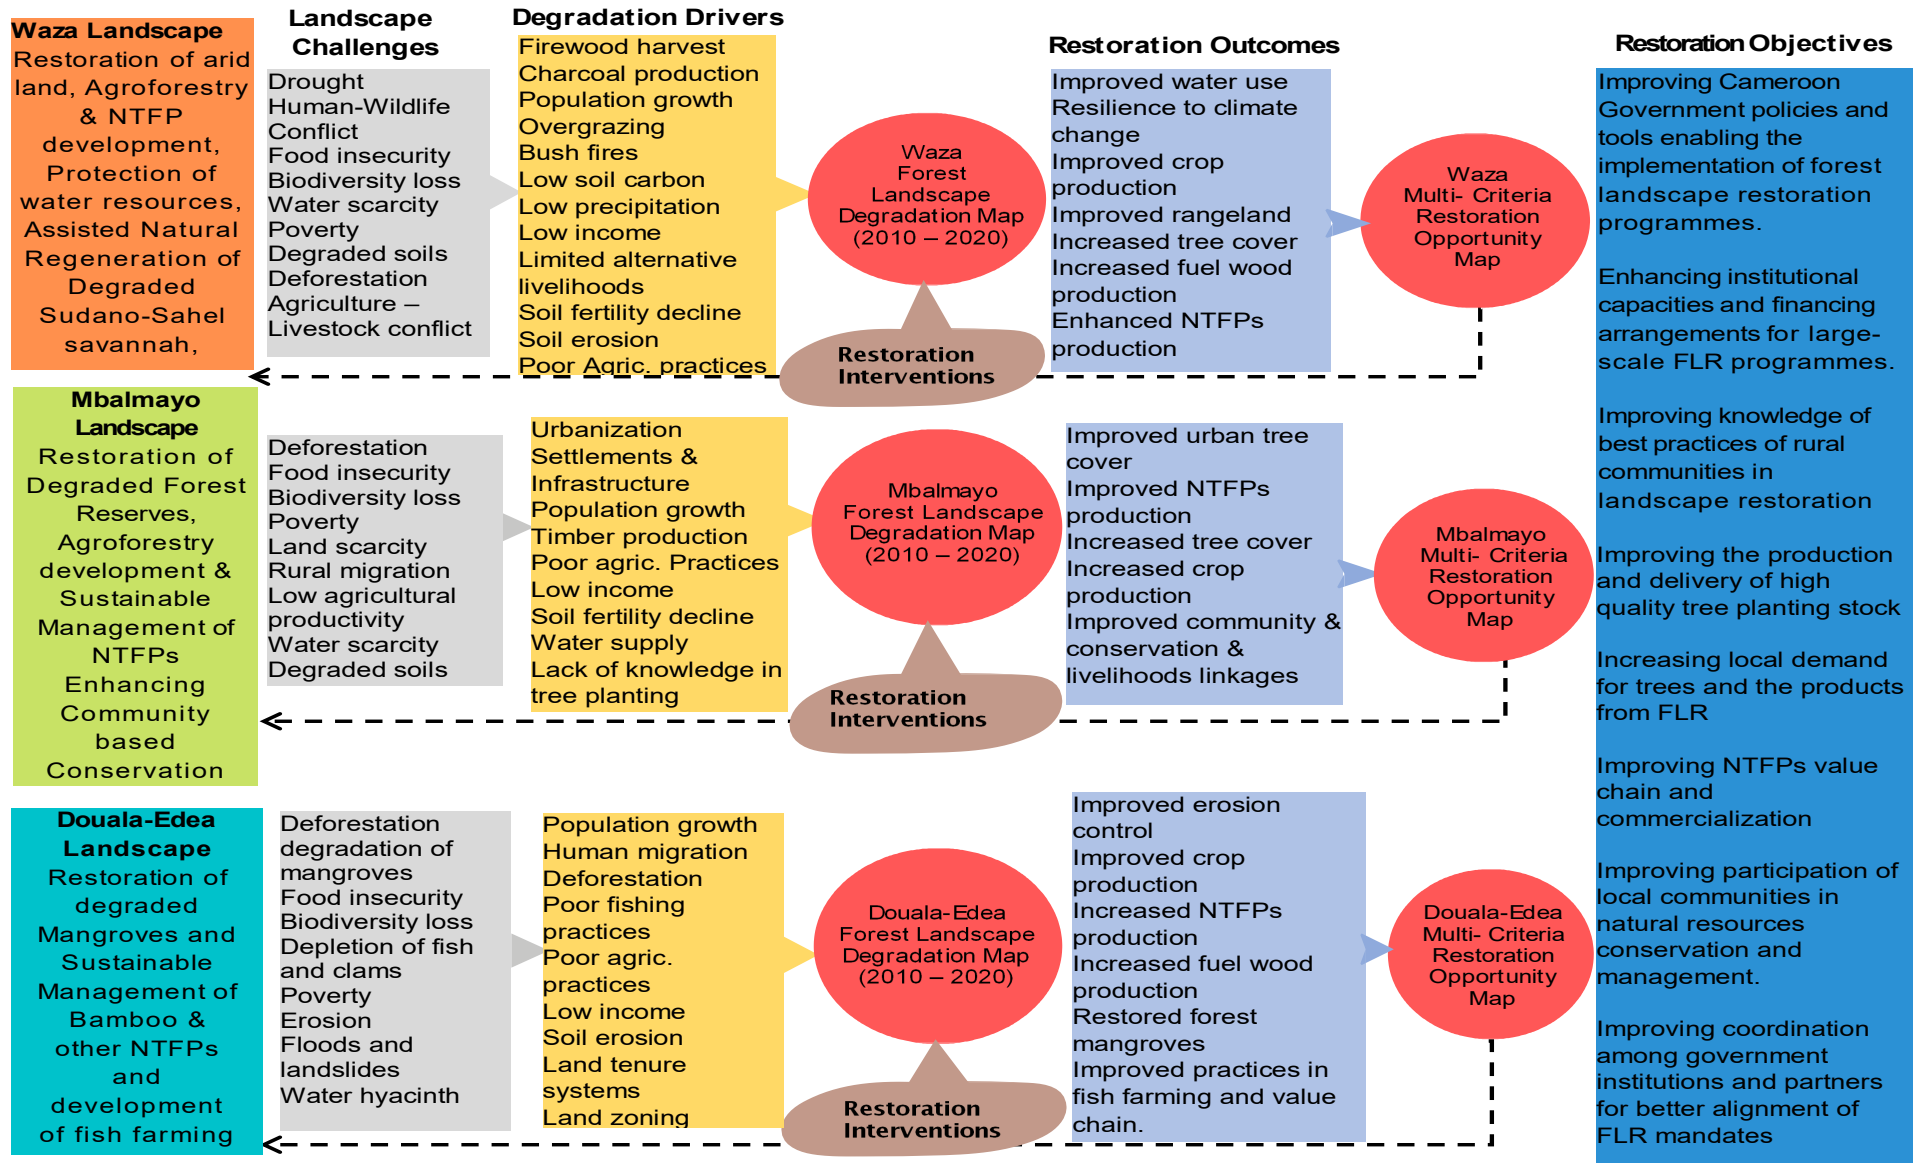 Landscape
Challenges
Degradation Drivers
Restoration Outcomes
Restoration Objectives
Waza Landscape
Restoration of arid
land, Agroforestry
& NTFP
development,
Protection of
water resources,
Assisted Natural
Regeneration of
Degraded
Sudano-Sahel
savannah,
Drought
Human-Wildlife
Conflict
Food insecurity
Biodiversity loss
Water scarcity
Poverty
Degraded soils
Deforestation
Agriculture –
Livestock conflict
Firewood harvest
Charcoal production
Population growth
Overgrazing
Bush fires
Low soil carbon
Low precipitation
Low income
Limited alternative
livelihoods
Soil fertility decline
Soil erosion
Poor Agric. practices
Waza
Forest
Landscape
Degradation Map
(2010 – 2020)
Restoration
Interventions
Improved water use
Resilience to climate
change
Improved crop
production
Improved rangeland
Increased tree cover
Increased fuel wood
production
Enhanced NTFPs
production
Waza
Multi- Criteria
Restoration
Opportunity
Map
Mbalmayo
Landscape
Restoration of
Degraded Forest
Reserves,
Agroforestry
development &
Sustainable
Management of
NTFPs
Enhancing
Community
based
Conservation
Deforestation
Food insecurity
Biodiversity loss
Poverty
Land scarcity
Rural migration
Low agricultural
productivity
Water scarcity
Degraded soils
Urbanization
Settlements &
Infrastructure
Population growth
Timber production
Poor agric. Practices
Low income
Soil fertility decline
Water supply
Lack of knowledge in
tree planting
Mbalmayo
Forest Landscape
Degradation Map
(2010 – 2020)
Restoration
Interventions
Improved urban tree
cover
Improved NTFPs
production
Increased tree cover
Increased crop
production
Improved community &
conservation &
livelihoods linkages
Mbalmayo
Multi- Criteria
Restoration
Opportunity
Map
Douala-Edea
Landscape
Restoration of
degraded
Mangroves and
Sustainable
Management of
Bamboo &
other NTFPs
and
development
of fish farming
Deforestation
degradation of
mangroves
Food insecurity
Biodiversity loss
Depletion of fish
and clams
Poverty
Erosion
Floods and
landslides
Water hyacinth
Population growth
Human migration
Deforestation
Poor fishing
practices
Poor agric.
practices
Low income
Soil erosion
Land tenure
systems
Land zoning
Douala-Edea
Forest Landscape
Degradation Map
(2010 – 2020)
Restoration
Interventions
Improved erosion
control
Improved crop
production
Increased NTFPs
production
Increased fuel wood
production
Restored forest
mangroves
Improved practices in
fish farming and value
chain.
Douala-Edea
Multi- Criteria
Restoration
Opportunity
Map
Improving Cameroon
Government policies and
tools enabling the
implementation of forest
landscape restoration
programmes.
Enhancing institutional
capacities and financing
arrangements for large-
scale FLR programmes.
Improving knowledge of
best practices of rural
communities in
landscape restoration
Improving the production
and delivery of high
quality tree planting stock
Increasing local demand
for trees and the products
from FLR
Improving NTFPs value
chain and
commercialization
Improving participation of
local communities in
natural resources
conservation and
management.
Improving coordination
among government
institutions and partners
for better alignment of
FLR mandates